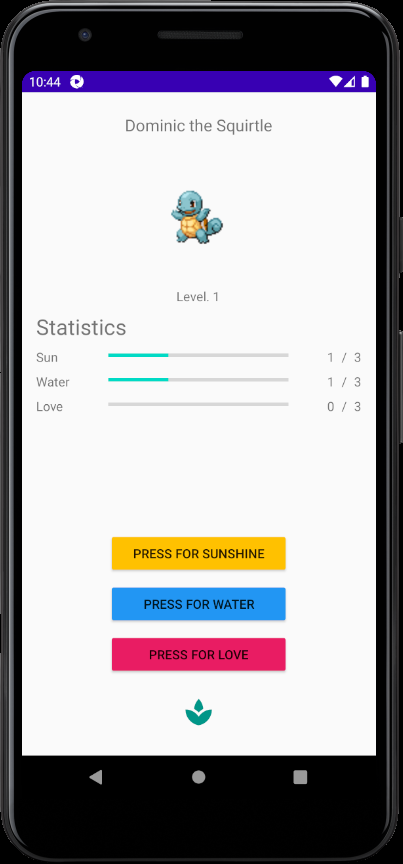 10:44
Dominic the Squirtle
Level. 1
Statistics
Sun 1 / 3
Water 1 / 3
Love 0 / 3
PRESS FOR SUNSHINE
PRESS FOR WATER
PRESS FOR LOVE